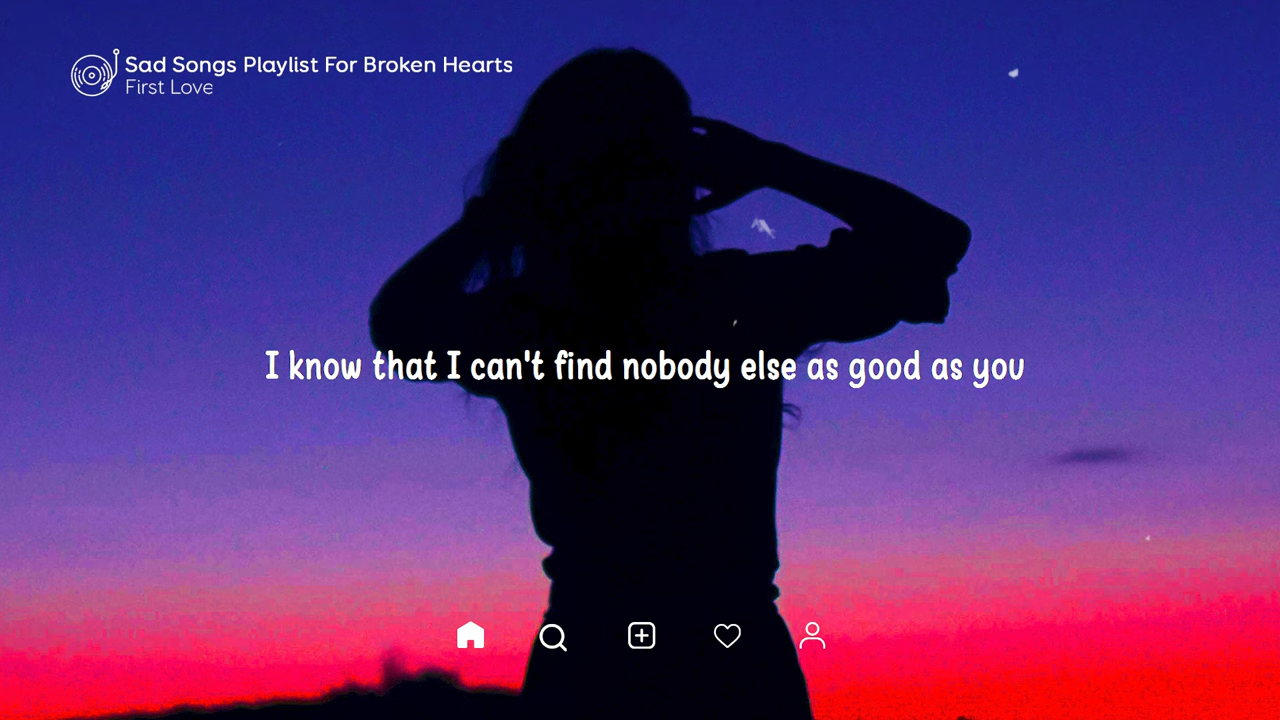 Sad Songs Playlist For Broken Hearts
First Love
I know that I can't find nobody else as good as you